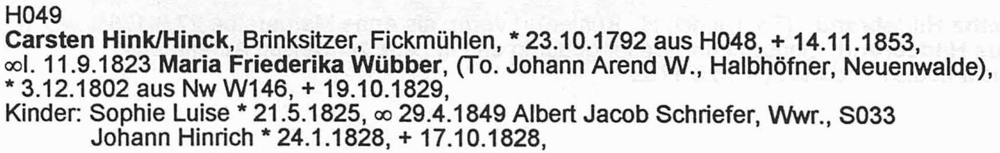 H049
Carsten Hink/Hinck, Brinksitzer, Fickmühlen, * 23.10.1792 aus H048, + 14.11.1853,
∞I. 11.9.1823 Maria Friederika Wübber, (To. Johann Arend W., Halbhöfner, Neuenwalde),
* 3.12.1802 aus Nw W146, + 19.10.1829,
Kinder: Sophie Luise * 21.5.1825, ∞ 29.4.1849 Albert Jacob Schriefer, Wwr., S033
Johann Hinrich * 24.1.1828, + 17.10.1828,